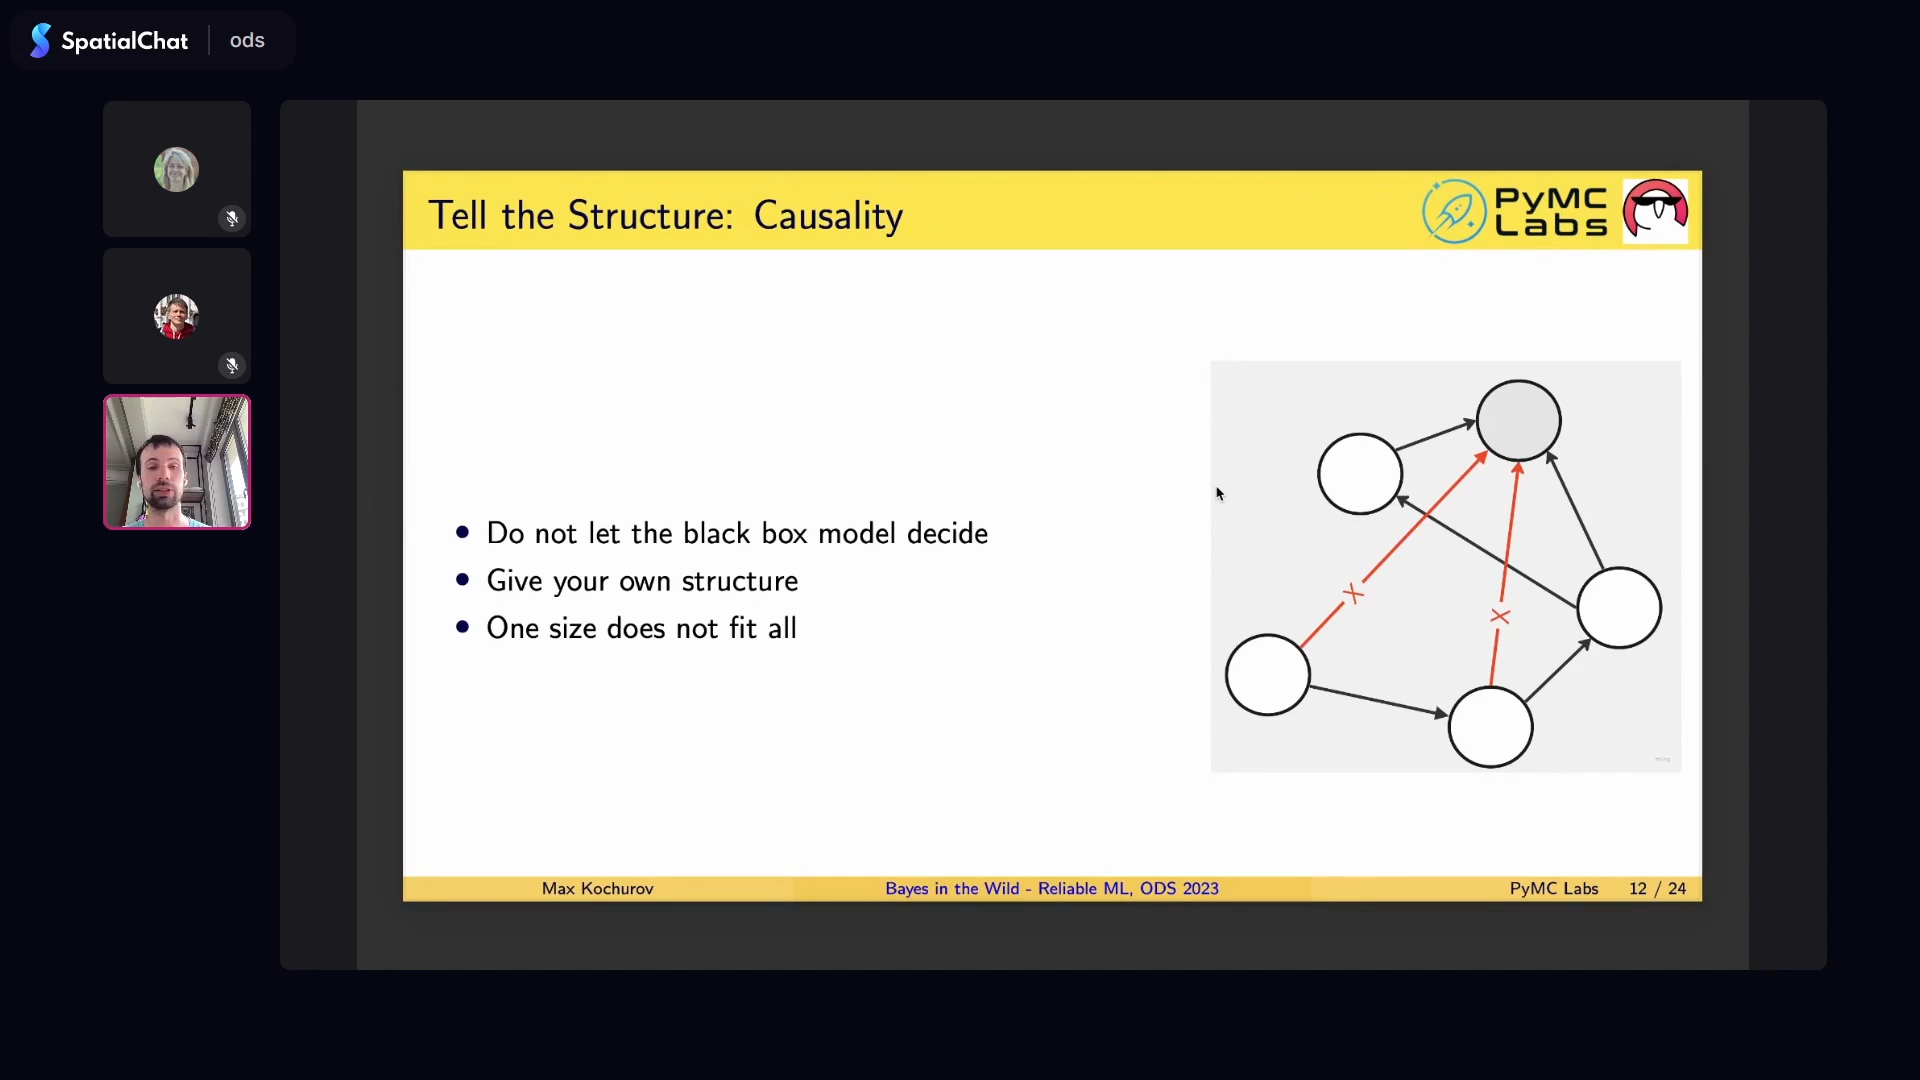 SpatialChat
ods
Tell the Structure: Causality
PyMC
Labs
Do not let the black box model decide
Give your own structure
One size does not fit all
X
X
miro
Max Kochurov
Bayes in the Wild - Reliable ML, ODS 2023
PyMC Labs
12 / 24